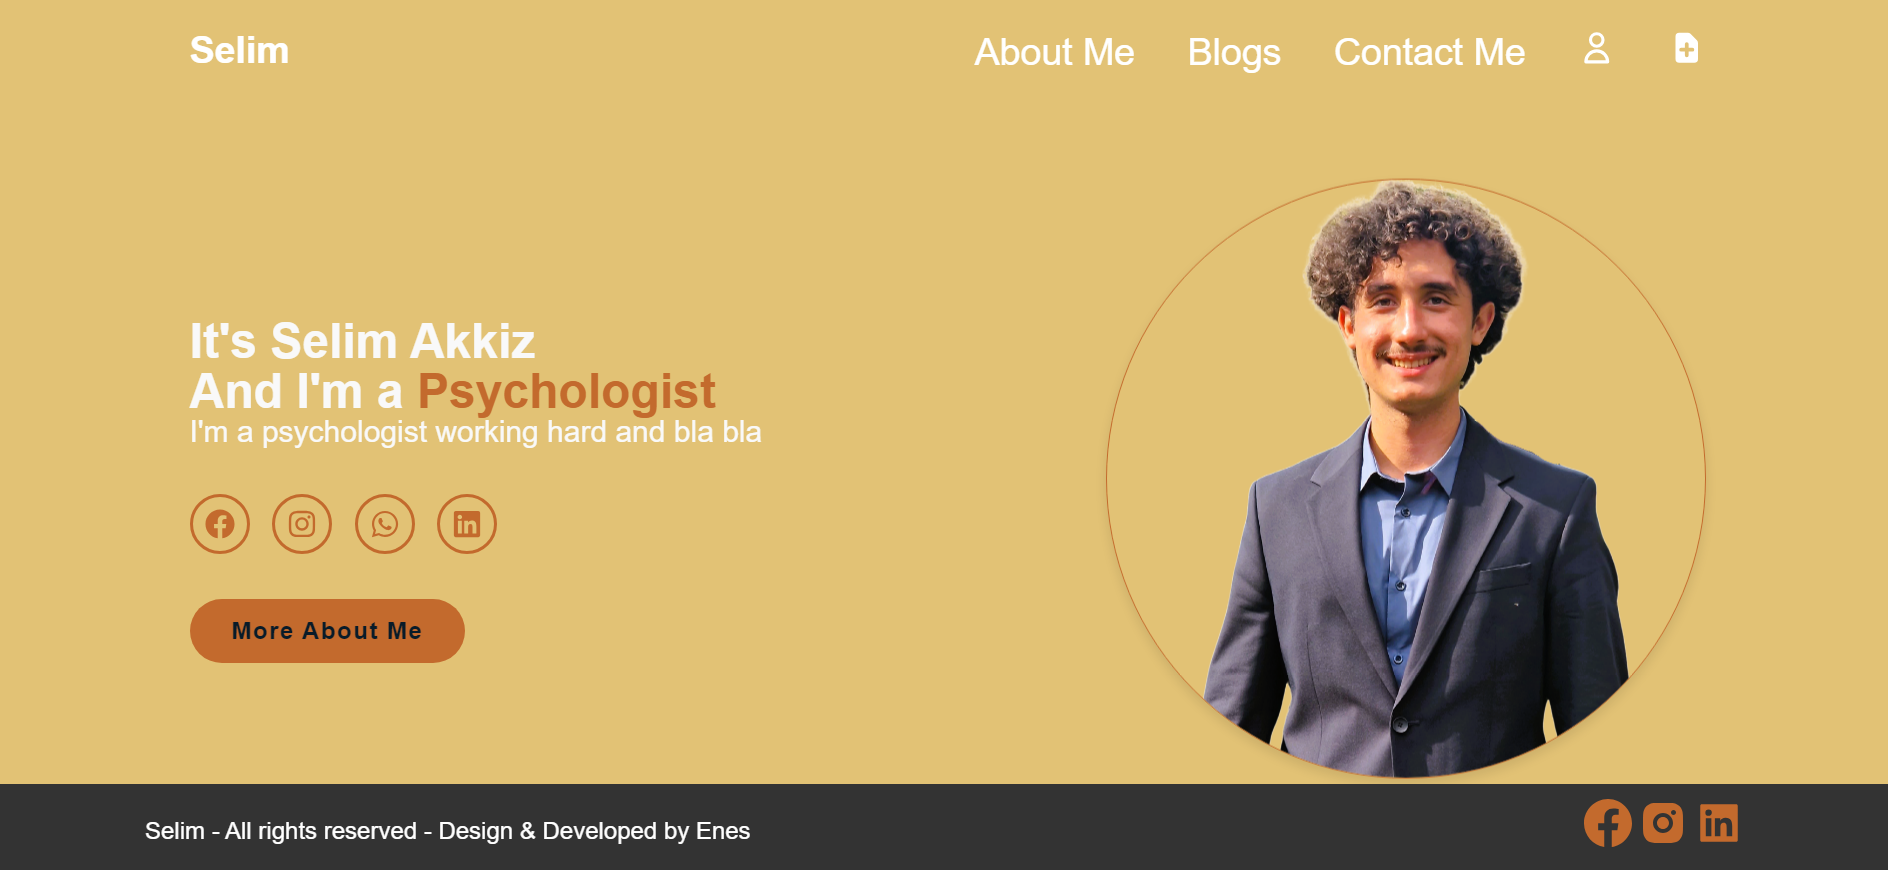 Selim
About Me
Blogs
Contact Me
It's Selim Akkiz
And I'm a Psychologist
I'm a psychologist working hard and bla bla
More About Me
Selim - All rights reserved - Design & Developed by Enes